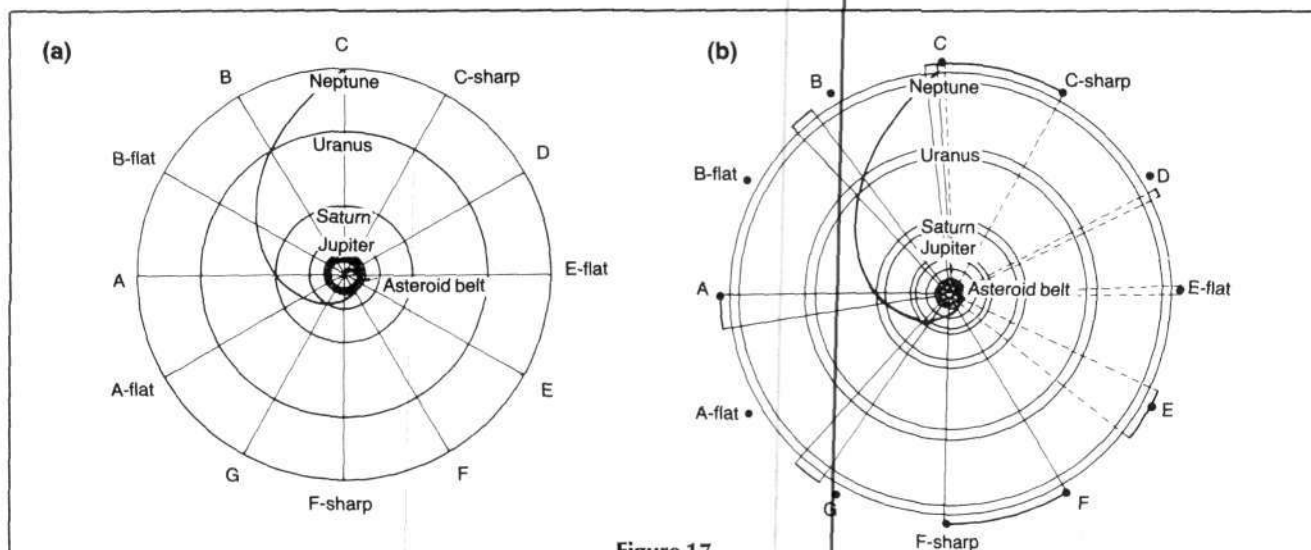 (a)
C
B
C-sharp
Neptune
B-flat
Uranus
D
Saturn
Jupiter
A
E-flat
Asteroid belt
A-flat
E
G
F
F-sharp
(b)
C
B
C-sharp
Neptune
B-flat
Uranus
D
Saturn
Jupiter
A
Asteroid belt
E-flat
A-flat
E
G
F
F-sharp
Figure 17